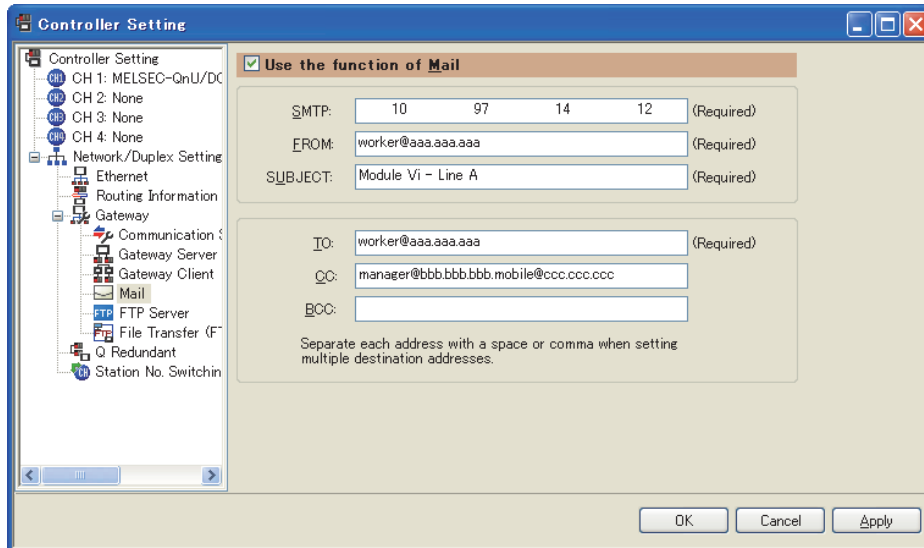 Controller Setting
Controller Setting
CH 1: MELSEC-QnU/DC
CH 2: None
CH 3: None
CH 4: None
Network/Duplex Setting
Ethernet
Routing Information
Gateway
Communication S
Gateway Server
Gateway Client
Mail
FTP Server
File Transfer (FT
Q Redundant
Station No. Switchin
Use the function of Mail
SMTP: 10 97 14 12 (Required)
FROM: worker@aaa.aaa.aaa (Required)
SUBJECT: Module Vi - Line A (Required)
TO: worker@aaa.aaa.aaa (Required)
CC: manager@bbb.bbb.bbb.mobile@ccc.ccc.ccc
BCC:
Separate each address with a space or comma when setting
multiple destination addresses.
OK Cancel Apply